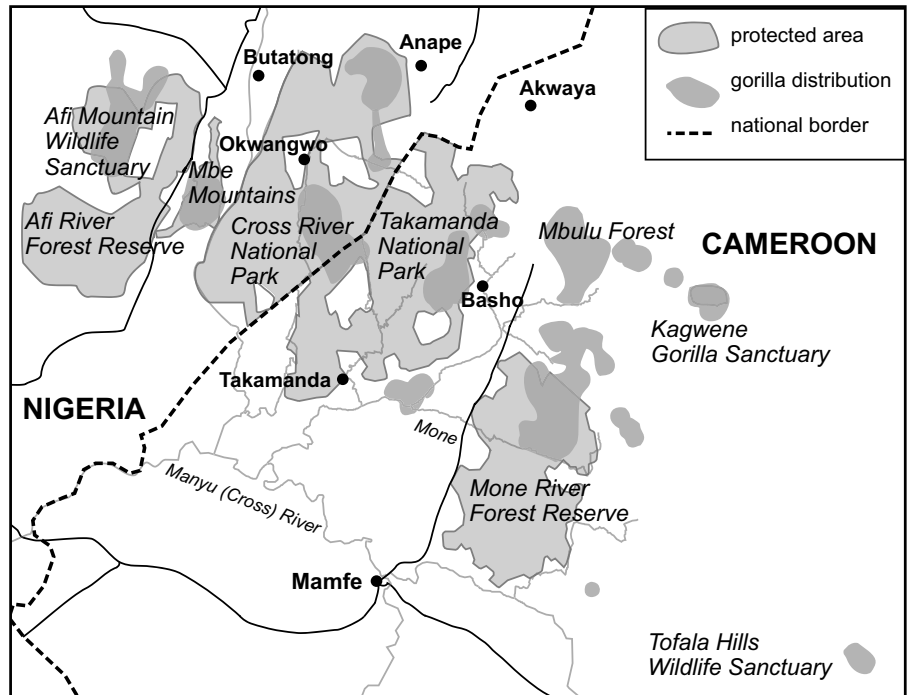 Butatong
Anape
Akwaya
protected area
gorilla distribution
national border
Afi Mountain
Wildlife
Sanctuary
Okwangwo
Mbe
Mountains
Afi River
Forest Reserve
Cross River
National
Park
Takamanda
National
Park
Mbulu Forest
CAMEROON
Basho
Kagwene
Gorilla Sanctuary
Takamanda
NIGERIA
Mone
Manyu (Cross) River
Mone River
Forest Reserve
Mamfe
Tofala Hills
Wildlife Sanctuary